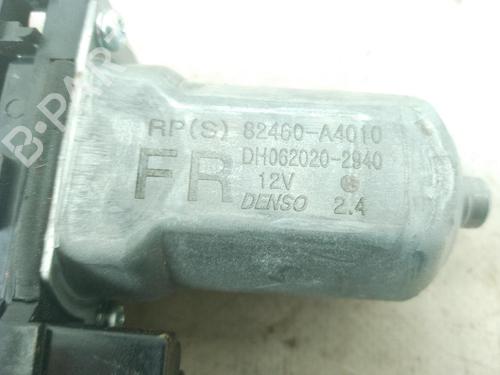 B-PARTS
RP(S) 82460-A4010
FR DH062020-2940
12V
DENSO 2.4